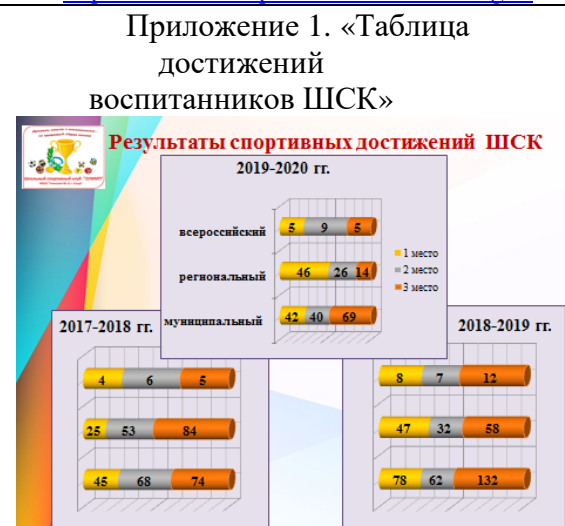 Приложение 1. «Таблица
достижений
воспитанников ШСК»
Результаты спортивных достижений ШСК
2019-2020 гг.
всероссийский 5 9 5
региональный 46 26 14
муниципальный 42 40 69
1 место
2 место
3 место
2017-2018 гг.
4 6 5
25 53 84
45 68 74
2018-2019 гг.
8 7 12
47 32 58
78 62 132